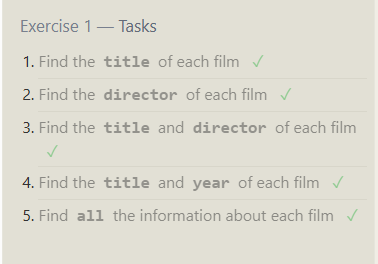 Exercise 1 — Tasks
1. Find the title of each film ✓
2. Find the director of each film ✓
3. Find the title and director of each film
✓
4. Find the title and year of each film ✓
5. Find all the information about each film ✓